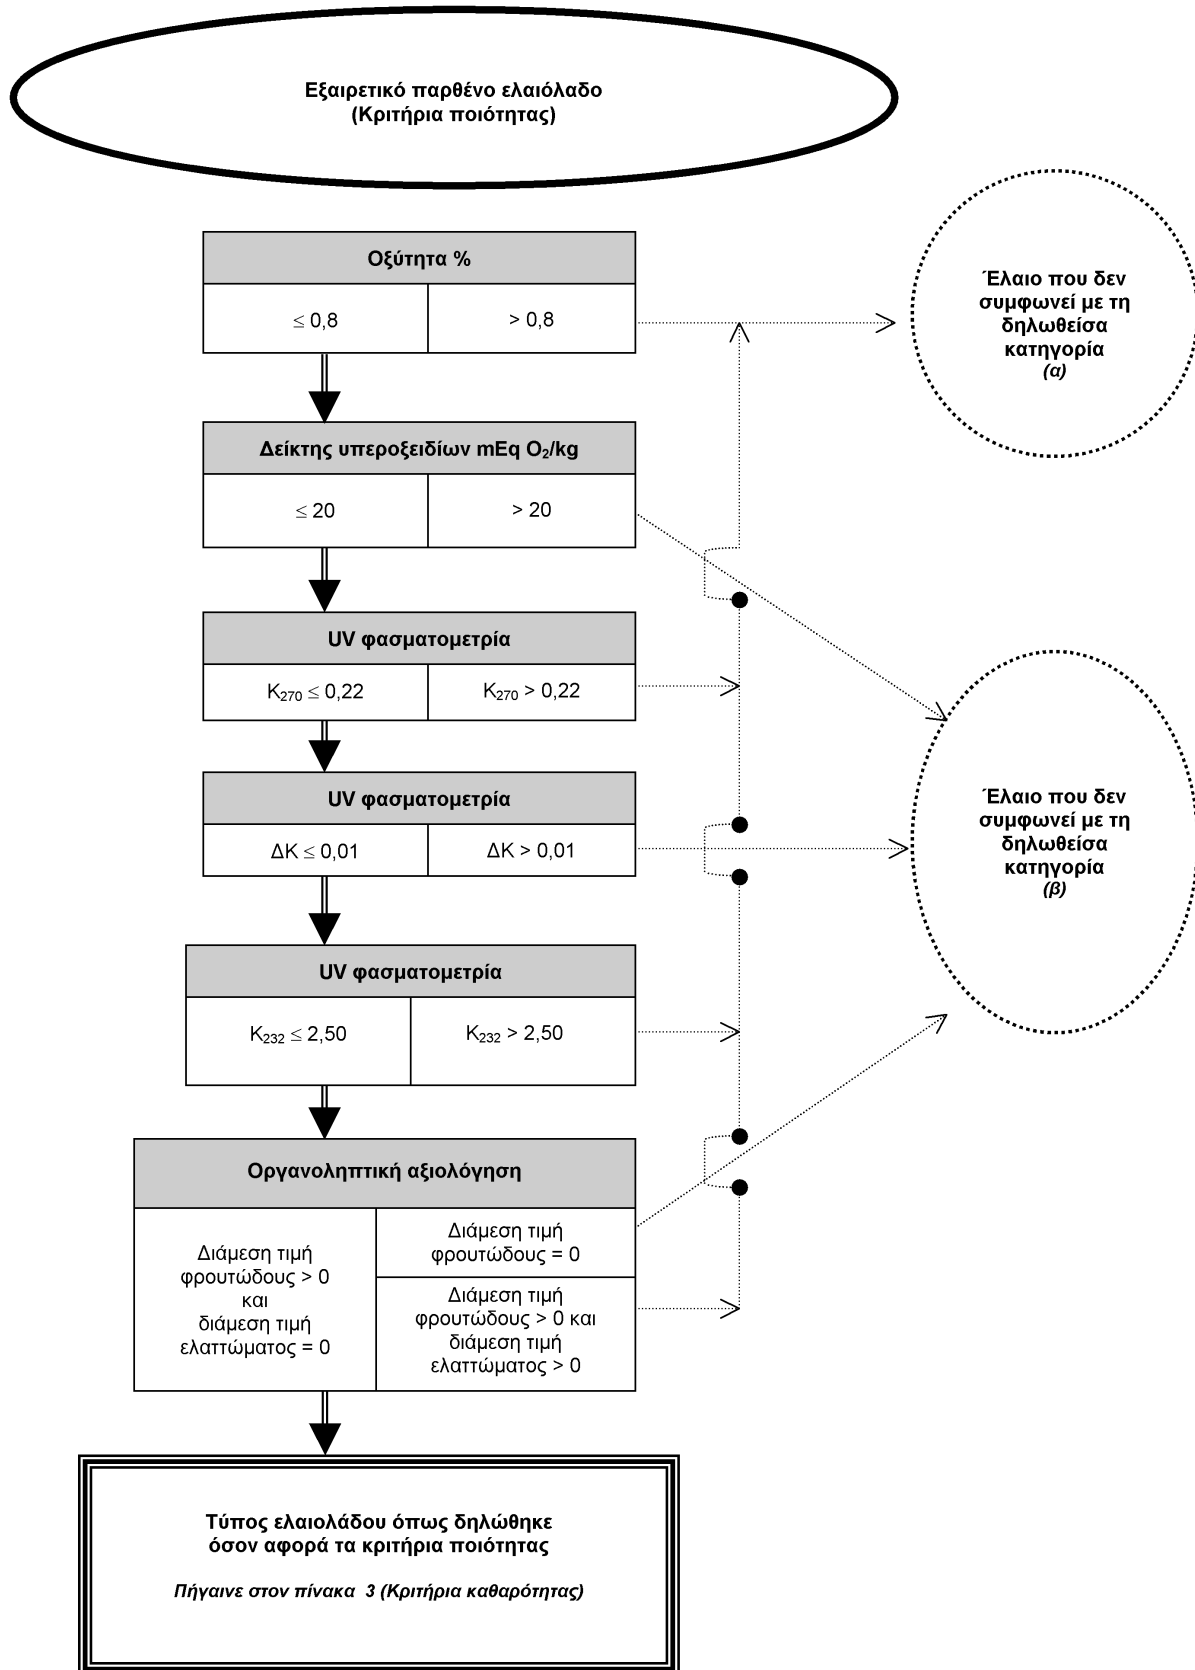 Εξαιρετικό παρθένο ελαιόλαδο
(Κριτήρια ποιότητας)
Οξύτητα %
≤ 0,8
> 0,8
Έλαιο που δεν
συμφωνεί με τη
δηλωθείσα
κατηγορία
(α)
Δείκτης υπεροξειδίων mEq O₂/kg
≤ 20
> 20
UV φασματομετρία
K₂₇₀ ≤ 0,22
K₂₇₀ > 0,22
UV φασματομετρία
ΔK ≤ 0,01
ΔK > 0,01
Έλαιο που δεν
συμφωνεί με τη
δηλωθείσα
κατηγορία
(β)
UV φασματομετρία
K₂₃₂ ≤ 2,50
K₂₃₂ > 2,50
Οργανοληπτική αξιολόγηση
Διάμεση τιμή
φρουτώδους > 0
και
διάμεση τιμή
ελαττώματος = 0
Διάμεση τιμή
φρουτώδους = 0
Διάμεση τιμή
φρουτώδους > 0 και
διάμεση τιμή
ελαττώματος > 0
Τύπος ελαιολάδου όπως δηλώθηκε
όσον αφορά τα κριτήρια ποιότητας
Πήγαινε στον πίνακα 3 (Κριτήρια καθαρότητας)